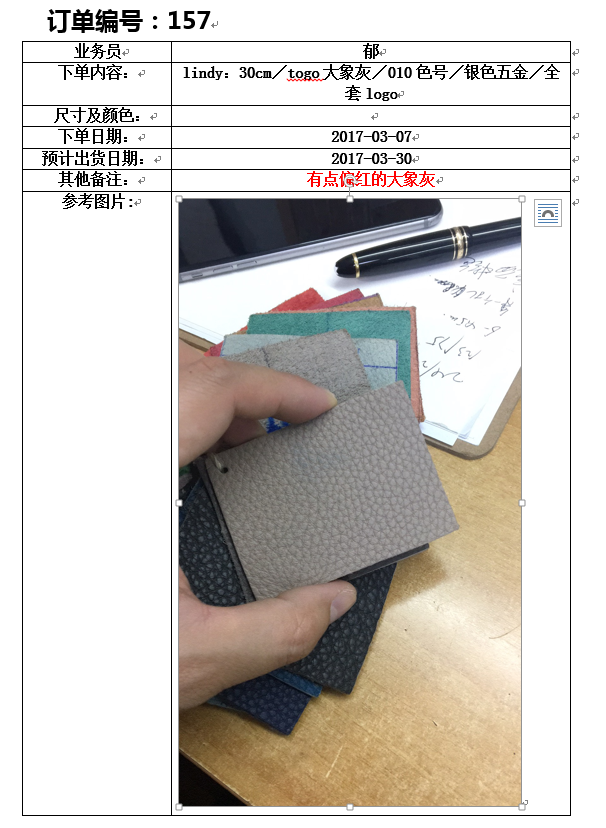 订单编号：157
业务员
郁
下单内容：
lindy：30cm／togo大象灰／010色号／银色五金／全
套logo
尺寸及颜色：
下单日期：
2017-03-07
预计出货日期：
2017-03-30
其他备注：
有点偏红的大象灰
参考图片：